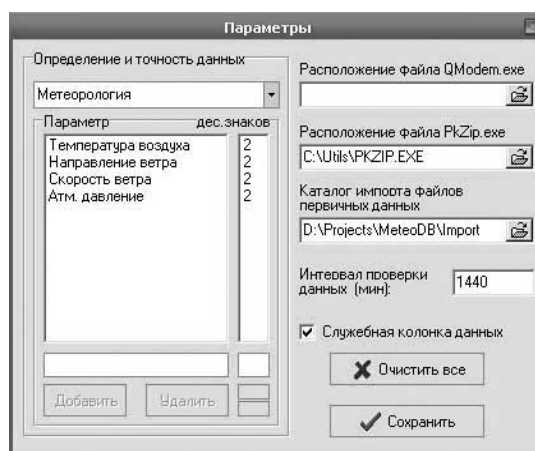 Параметры
Определение и точность данных
Метеорология
Параметр дес.знаков
Температура воздуха 2
Направление ветра 2
Скорость ветра 2
Атм. давление 2
Добавить
Удалить
Расположение файла QModem.exe
Расположение файла PkZip.exe
C:\Utils\PKZIP.EXE
Каталог импорта файлов
первичных данных
D:\Projects\MeteoDB\Import
Интервал проверки
данных (мин):
1440
Служебная колонка данных
Очистить все
Сохранить